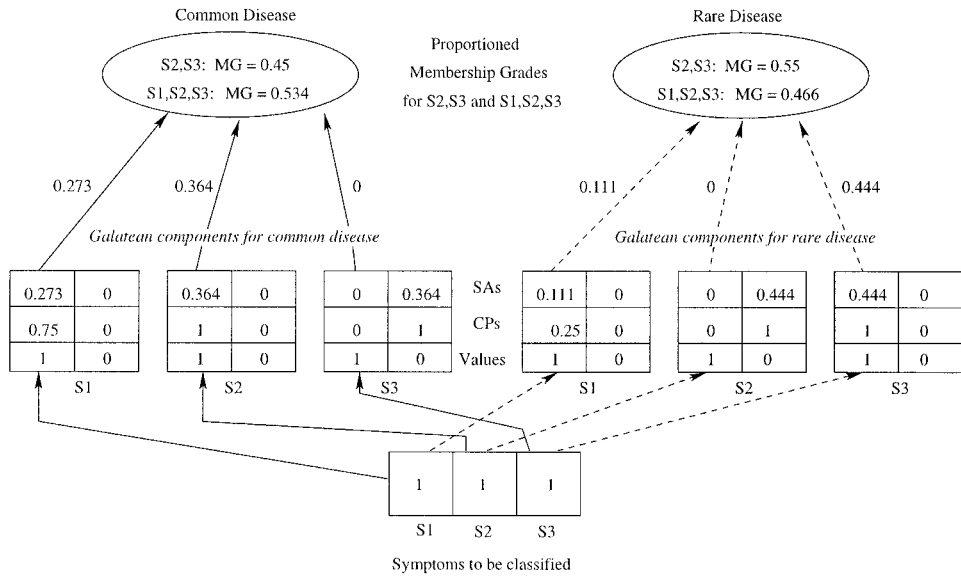 Common Disease
Rare Disease
Proportioned
Membership Grades
for S2,S3 and S1,S2,S3
S2,S3: MG = 0.45
S1,S2,S3: MG = 0.534
S2,S3: MG = 0.55
S1,S2,S3: MG = 0.466
0.273 0.364 0 0.111 0 0.444
Galatean components for common disease
Galatean components for rare disease
0.273 0 0.364 0 0 0.364 SAs 0.111 0 0 0.444 0.444 0
0.75 0 1 0 0 1 CPs 0.25 0 0 1 1 0
1 0 1 0 1 0 Values 1 0 1 0 1 0
S1 S2 S3 S1 S2 S3
1 1 1
S1 S2 S3
Symptoms to be classified